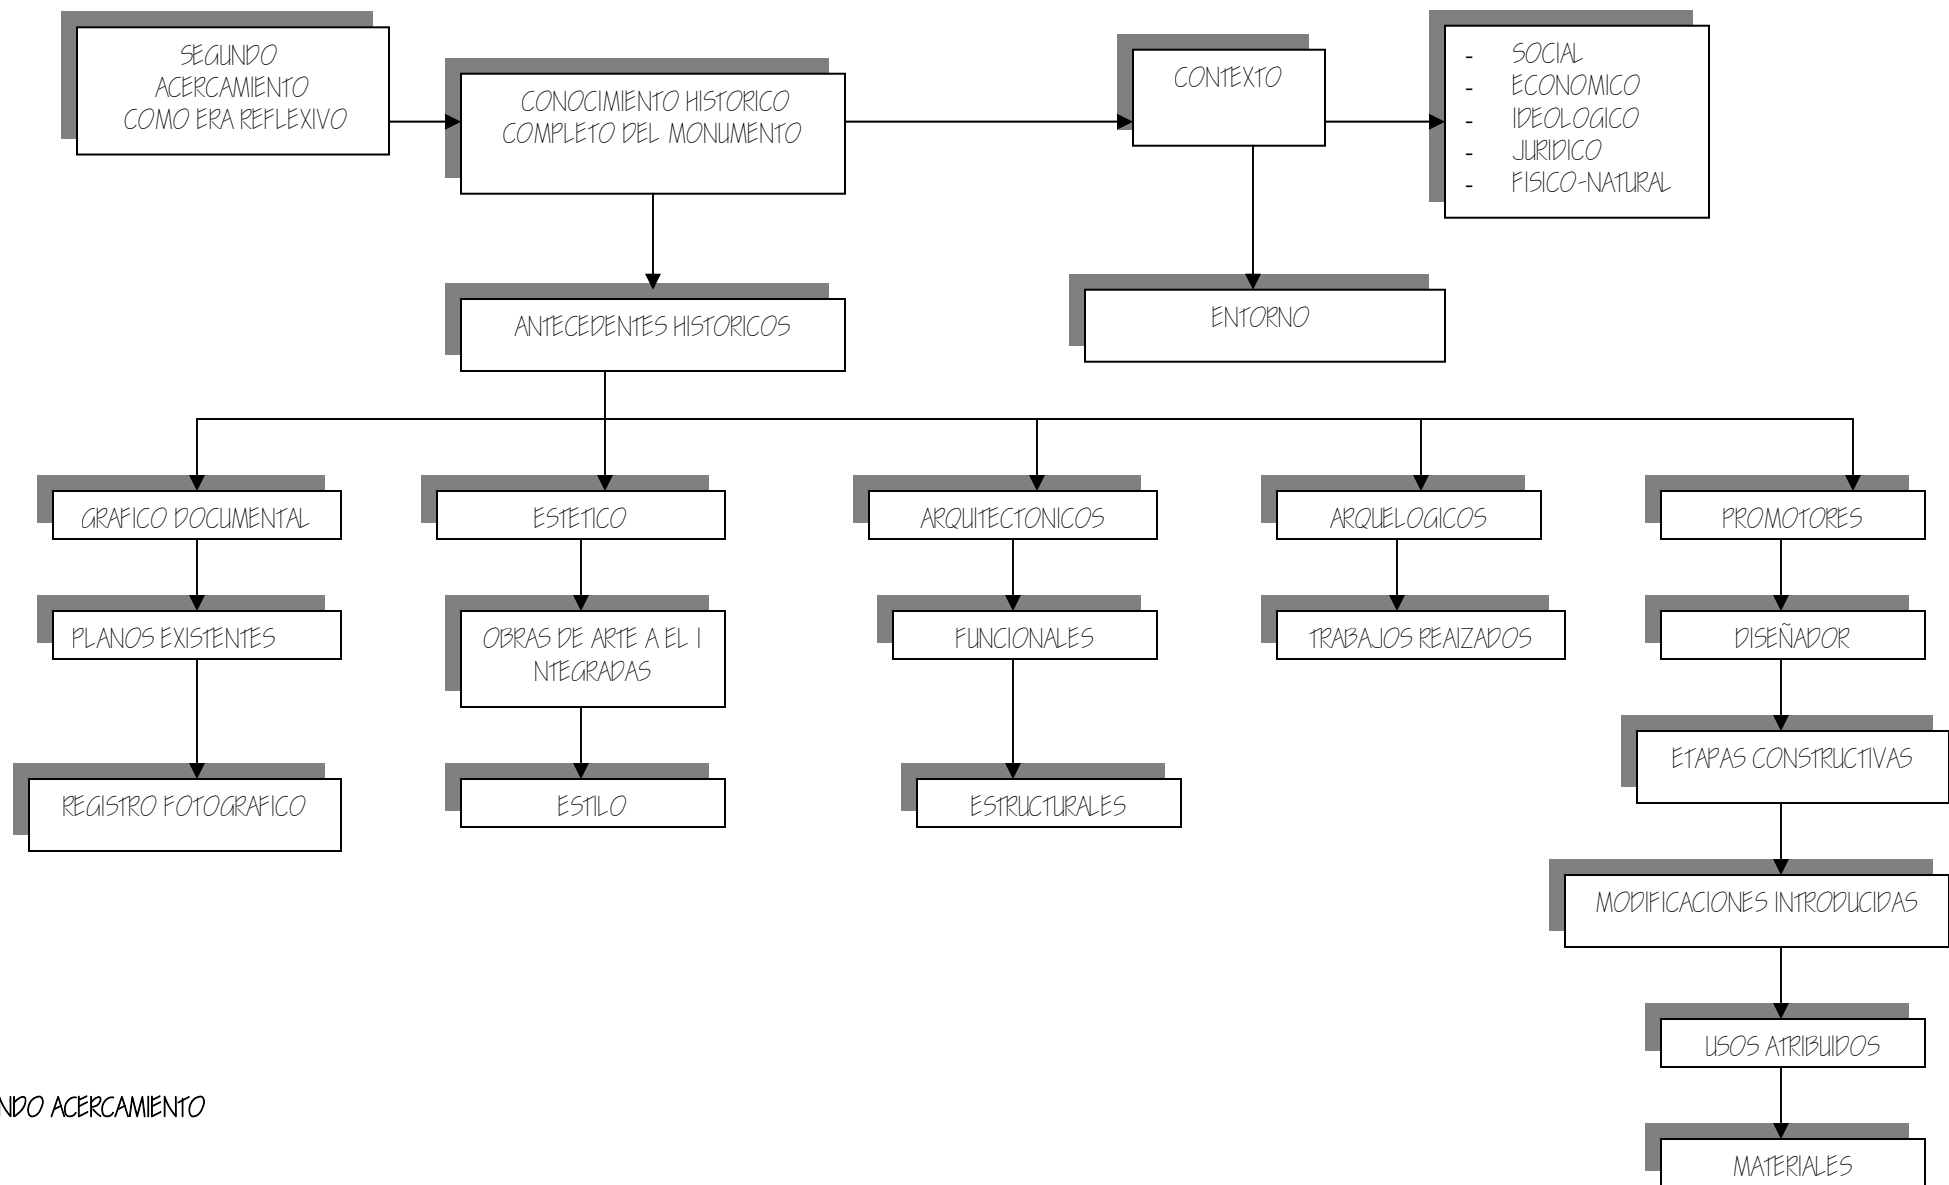 SEGUNDO
ACERCAMIENTO
COMO ERA REFLEXIVO
CONOCIMIENTO HISTORICO
COMPLETO DEL MONUMENTO
CONTEXTO
- SOCIAL
- ECONOMICO
- IDEOLOGICO
- JURIDICO
- FISICO-NATURAL
ANTECEDENTES HISTORICOS
ENTORNO
GRAFICO DOCUMENTAL
ESTETICO
ARQUITECTONICOS
ARQUELOGICOS
PROMOTORES
PLANOS EXISTENTES
OBRAS DE ARTE A EL I
NTEGRADAS
FUNCIONALES
TRABAJOS REAIZADOS
DISEÑADOR
ETAPAS CONSTRUCTIVAS
REGISTRO FOTOGRAFICO
ESTILO
ESTRUCTURALES
MODIFICACIONES INTRODUCIDAS
USOS ATRIBUIDOS
NDO ACERCAMIENTO
MATERIALES